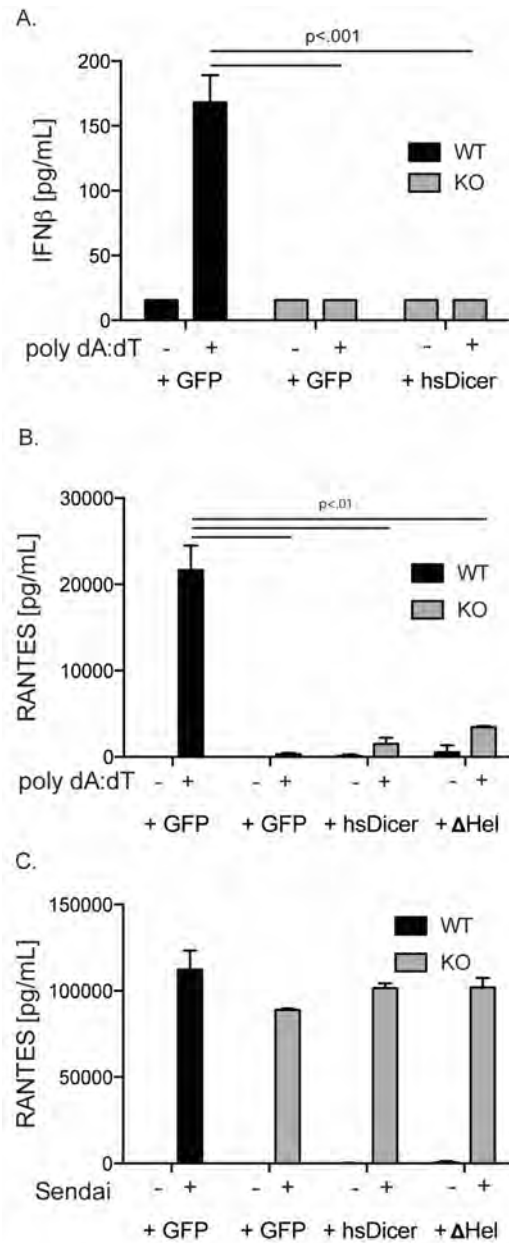 A.
p<.001
200
150
100
50
0
IFNβ [pg/mL]
WT
KO
poly dA:dT - + - + - +
+ GFP + GFP + hsDicer
B.
p<.01
30000
20000
10000
0
RANTES [pg/mL]
WT
KO
poly dA:dT - + - + - + - +
+ GFP + GFP + hsDicer + ΔHel
C.
150000
100000
50000
0
RANTES [pg/mL]
WT
KO
Sendai - + - + - + - +
+ GFP + GFP + hsDicer + ΔHel